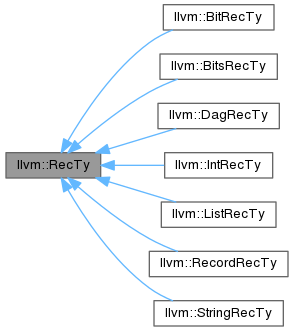 llvm::BitRecTy
llvm::BitsRecTy
llvm::DagRecTy
llvm::RecTy
llvm::IntRecTy
llvm::ListRecTy
llvm::RecordRecTy
llvm::StringRecTy